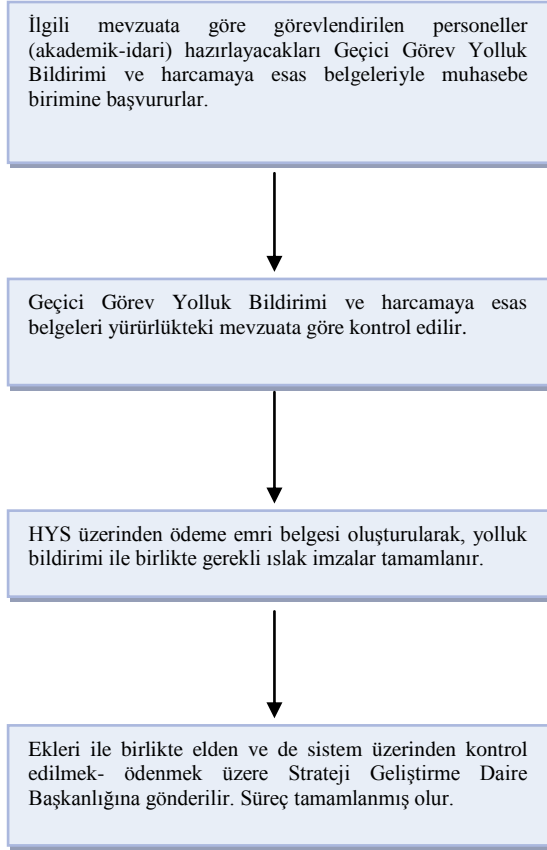 İlgili mevzuata göre görevlendirilen personeller
(akademik-idari) hazırlayacakları Geçici Görev Yolluk
Bildirimi ve harcamaya esas belgeleriyle muhasebe
birimine başvururlar.
Geçici Görev Yolluk Bildirimi ve harcamaya esas
belgeleri yürürlükteki mevzuata göre kontrol edilir.
HYS üzerinden ödeme emri belgesi oluşturularak, yolluk
bildirimi ile birlikte gerekli ıslak imzalar tamamlanır.
Ekleri ile birlikte elden ve de sistem üzerinden kontrol
edilmek- ödenmek üzere Strateji Geliştirme Daire
Başkanlığına gönderilir. Süreç tamamlanmış olur.